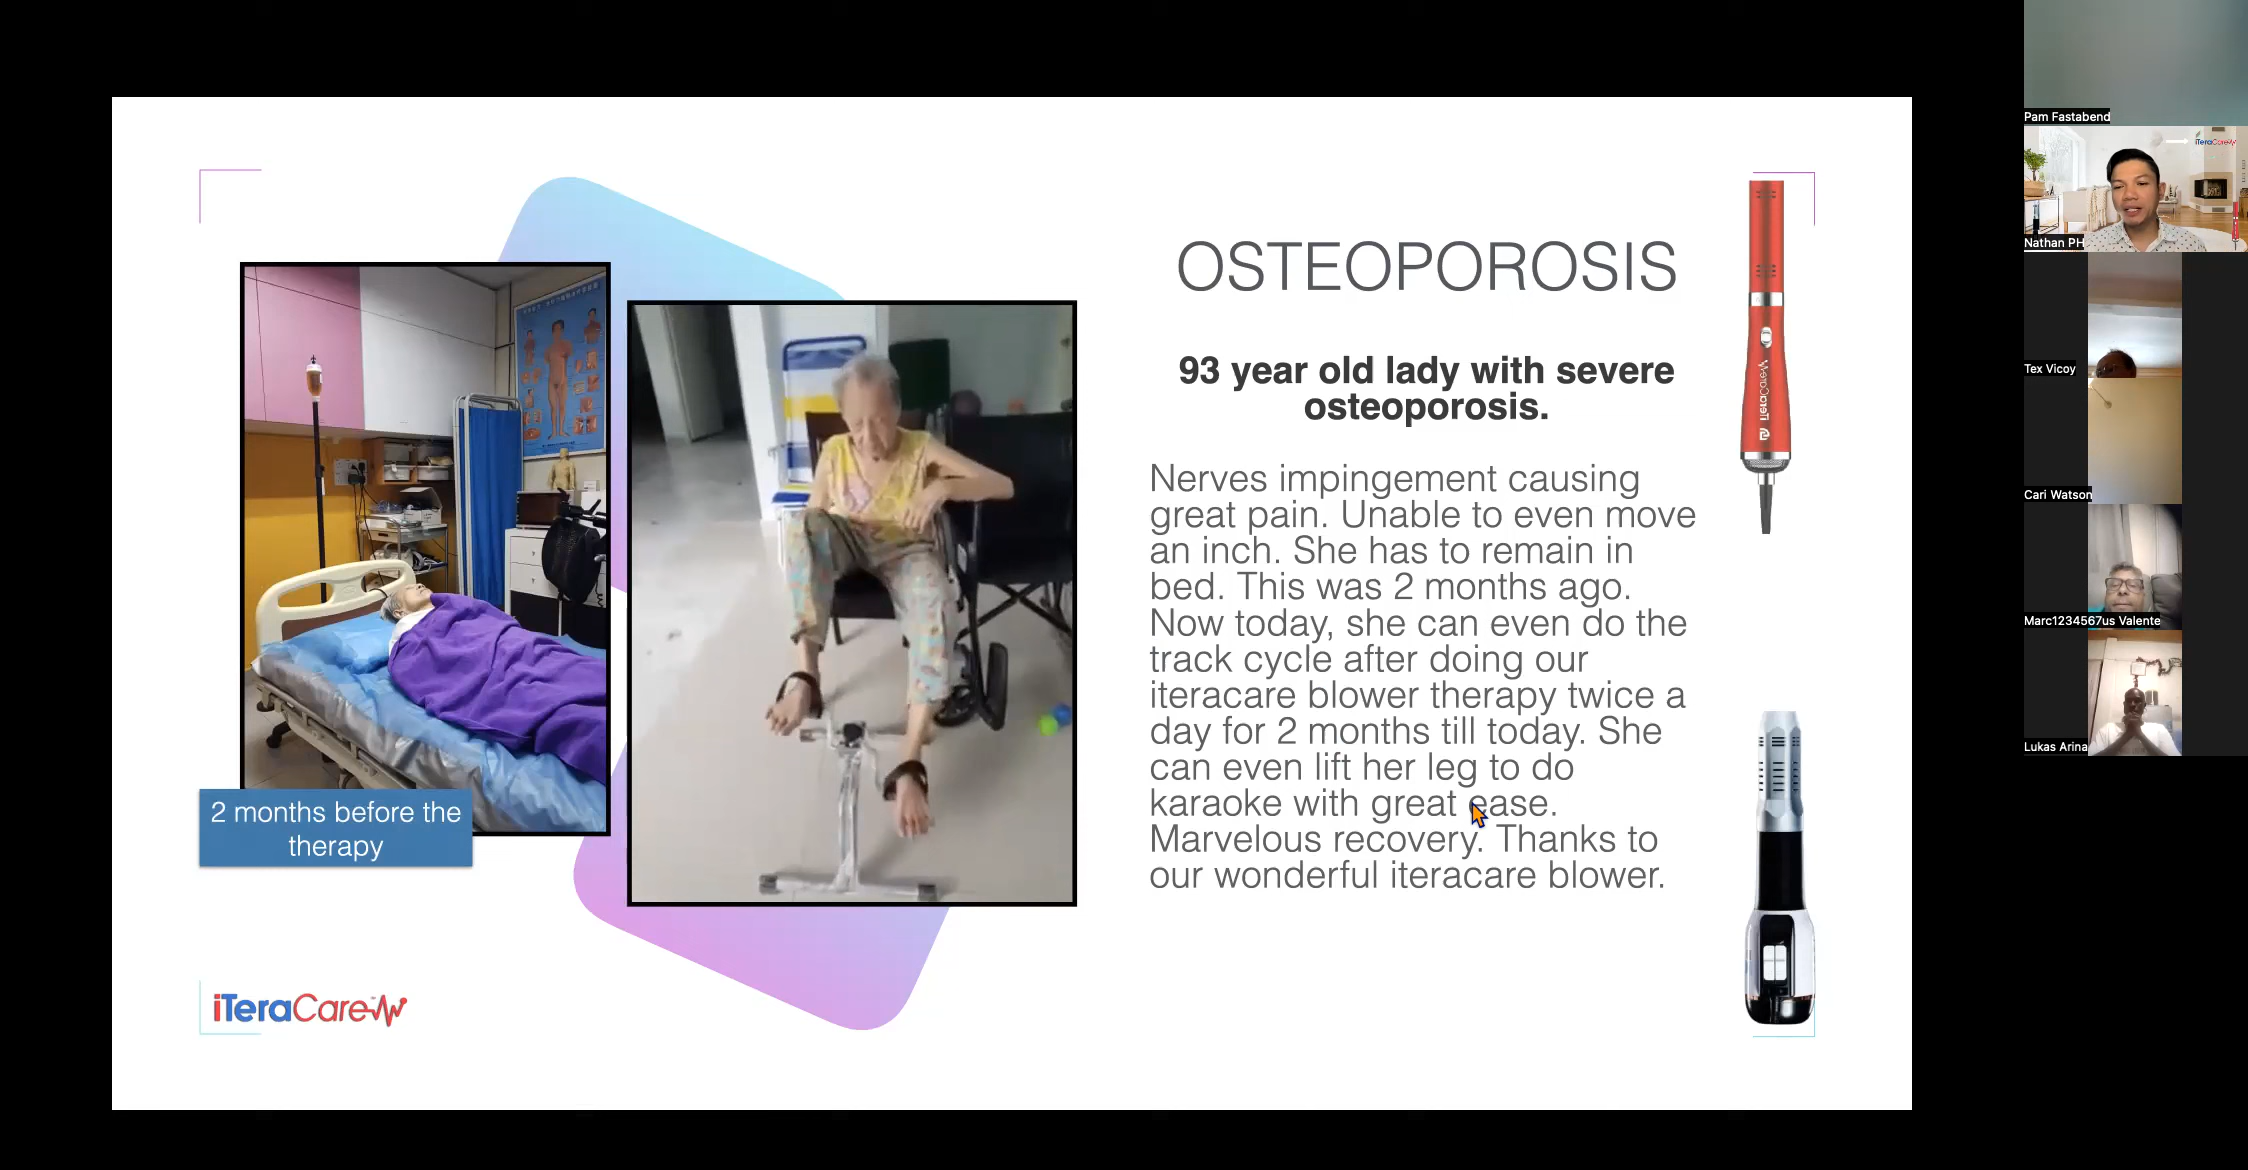 OSTEOPOROSIS
93 year old lady with severe
osteoporosis.
Nerves impingement causing
great pain. Unable to even move
an inch. She has to remain in
bed. This was 2 months ago.
Now today, she can even do the
track cycle after doing our
iteracare blower therapy twice a
day for 2 months till today. She
can even lift her leg to do
karaoke with great ease.
Marvelous recovery. Thanks to
our wonderful iteracare blower.
2 months before the
therapy
iTeraCare
iTeraCare
Pam Fastabend
iTeraCare
Nathan PH
Tex Vicoy
Cari Watson
Marc1234567us Valente
Lukas Arina